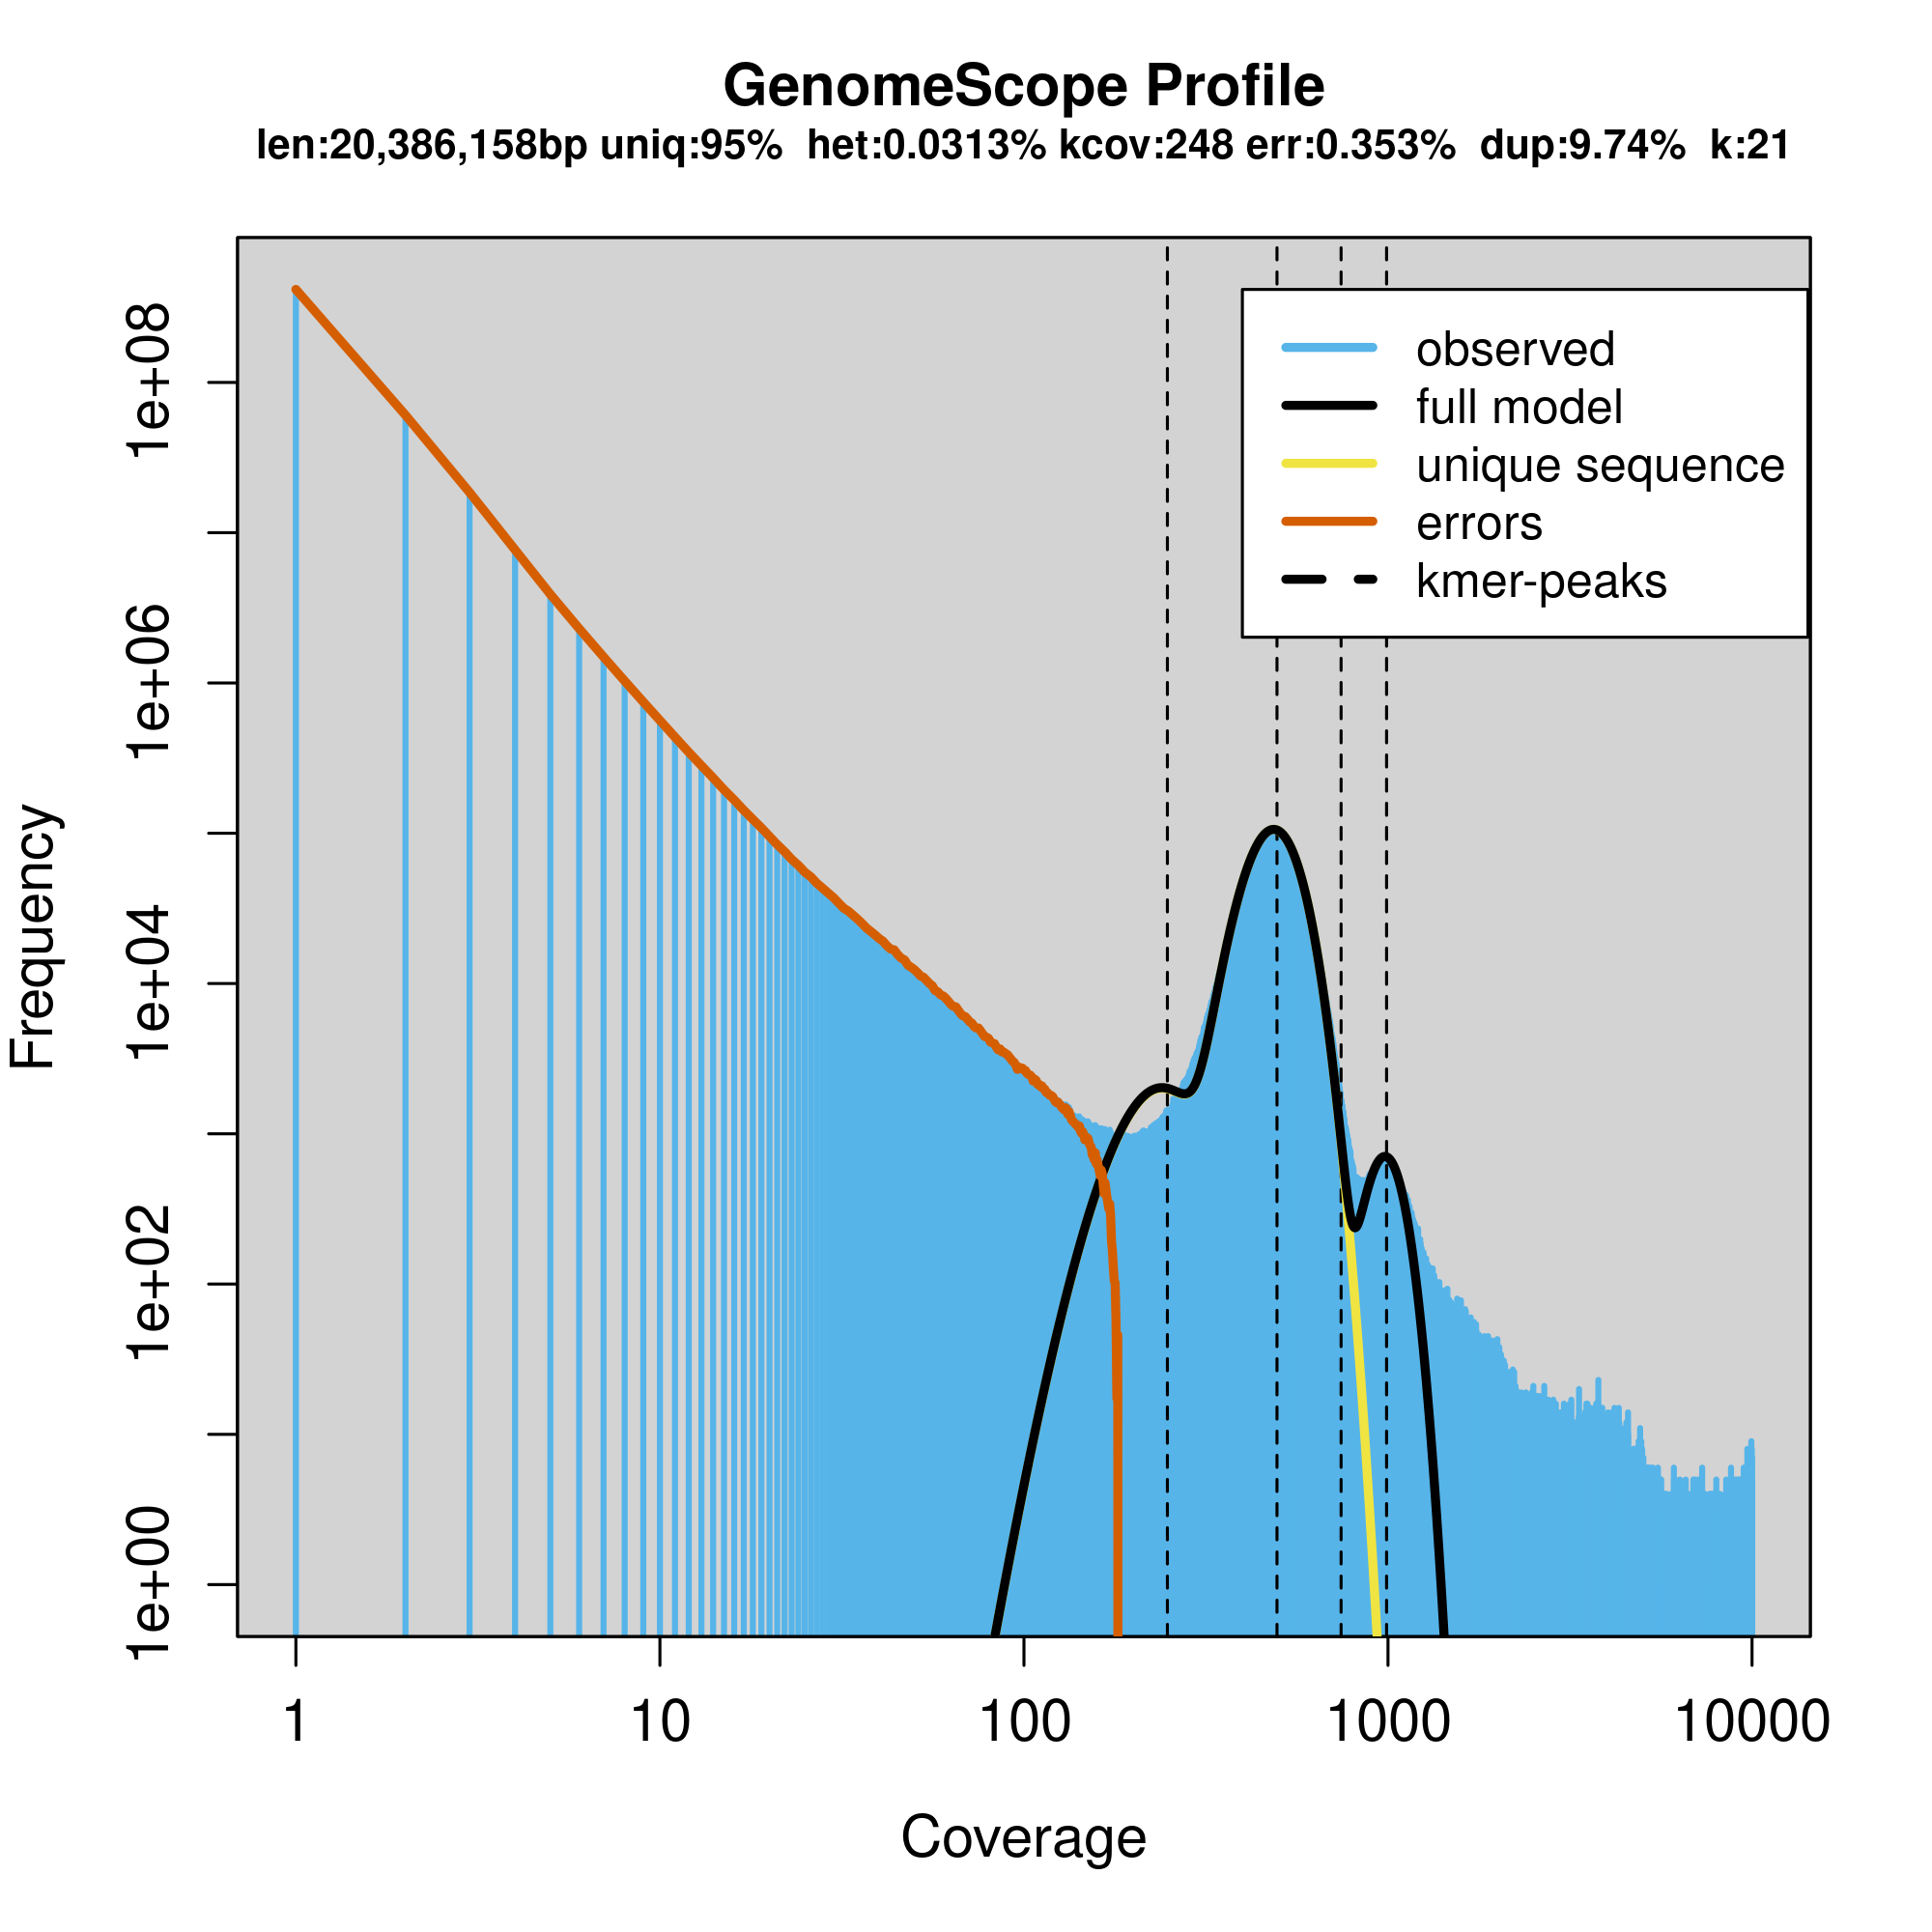 GenomeScope Profile
len:20,386,158bp uniq:95% het:0.0313% kcov:248 err:0.353% dup:9.74% k:21
observed
full model
unique sequence
errors
kmer-peaks
Frequency
1e+08
1e+06
1e+04
1e+02
1e+00
1 10 100 1000 10000
Coverage